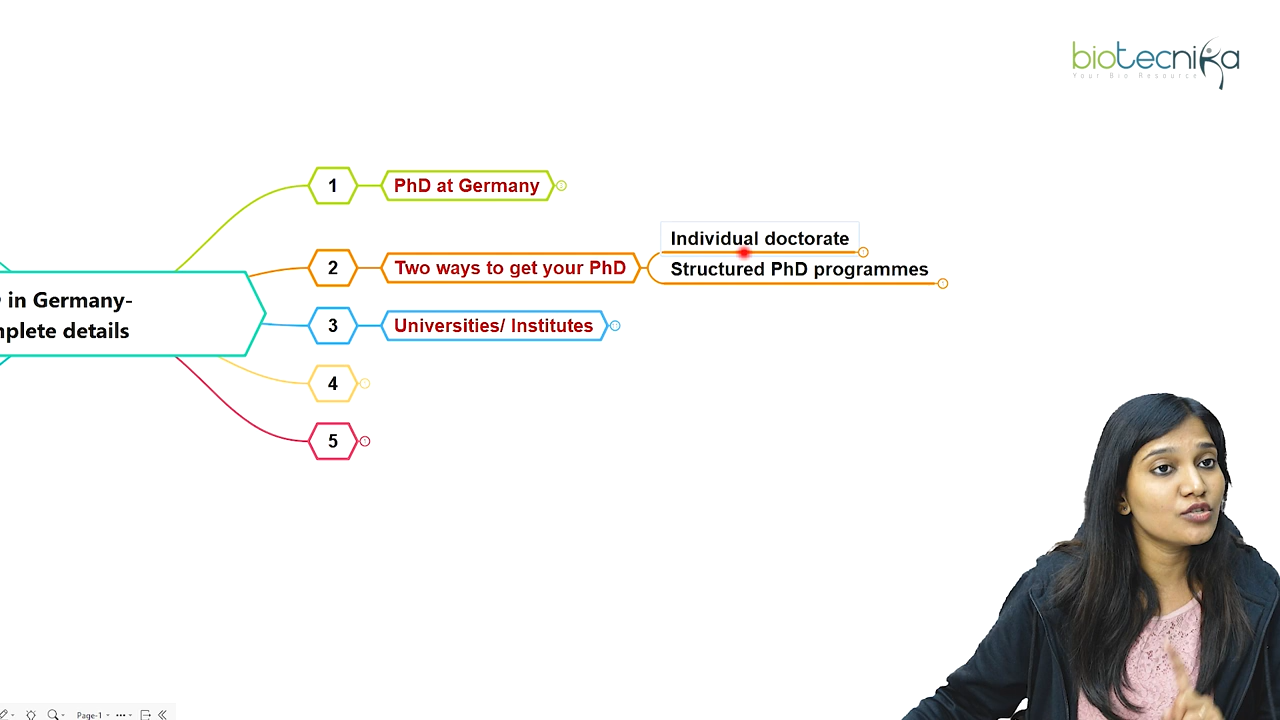 biotecnika
Your Bio Resource
1
PhD at Germany
Individual doctorate
2
Two ways to get your PhD
Structured PhD programmes
in Germany-
nplete details
3
Universities/ Institutes
4
5
Page-1